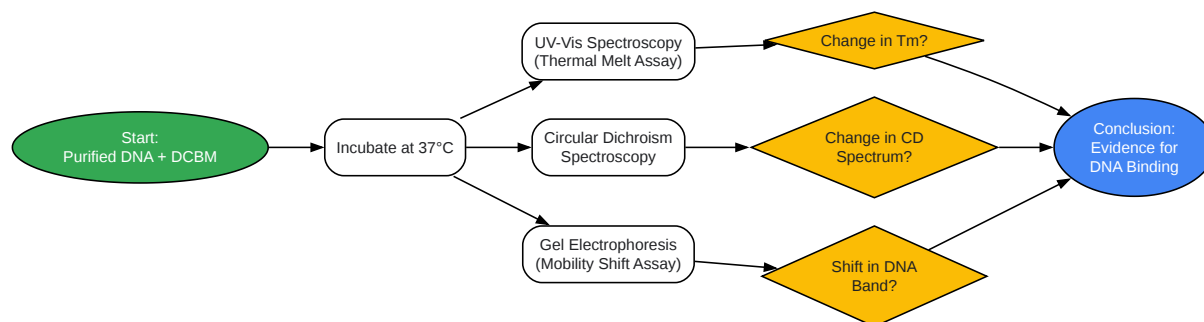 Start:
Purified DNA + DCBM
Incubate at 37°C
UV-Vis Spectroscopy
(Thermal Melt Assay)
Change in Tm?
Circular Dichroism
Spectroscopy
Change in CD
Spectrum?
Gel Electrophoresis
(Mobility Shift Assay)
Shift in DNA
Band?
Conclusion:
Evidence for
DNA Binding